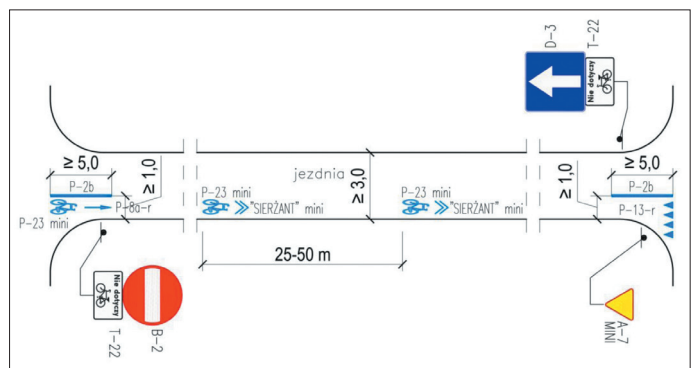 D-3
T-22
Nie dotyczy
≥ 5,0
P-2b
P-23 mini
P-8a-r
≥ 1,0
jezdnia
≥ 3,0
P-23 mini
"SIERŻANT" mini
P-23 mini
"SIERŻANT" mini
≥ 1,0
≥ 5,0
P-2b
P-13-r
25-50 m
Nie dotyczy
T-22
B-2
A-7
MINI